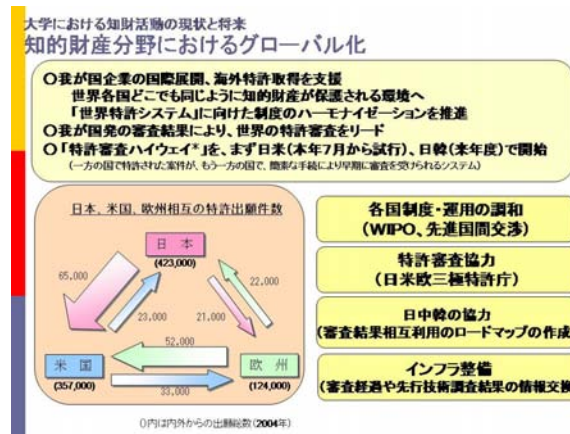 大学における知財活動の現状と将来
知的財産分野におけるグローバル化
○我が国企業の国際展開、海外特許取得を支援
世界各国どこでも同じように知的財産が保護される環境へ
「世界特許システム」に向けた制度のハーモナイゼーションを推進
○我が国発の審査結果により、世界の特許審査をリード
○「特許審査ハイウェイ*」を、まず日米(本年7月から試行)、日韓(来年度)で開始
(一方の国で特許された案件が、もう一方の国で、簡素な手続により早期に審査を受けられるシステム)
日本、米国、欧州相互の特許出願件数
日 本
(423,000)
65,000
23,000
22,000
21,000
52,000
米 国
(357,000)
33,000
欧 州
(124,000)
()内は内外からの出願総数(2004年)
各国制度・運用の調和
(WIPO、先進国間交渉)
特許審査協力
(日米欧三極特許庁)
日中韓の協力
(審査結果相互利用のロードマップの作成
インフラ整備
(審査経過や先行技術調査結果の情報交換